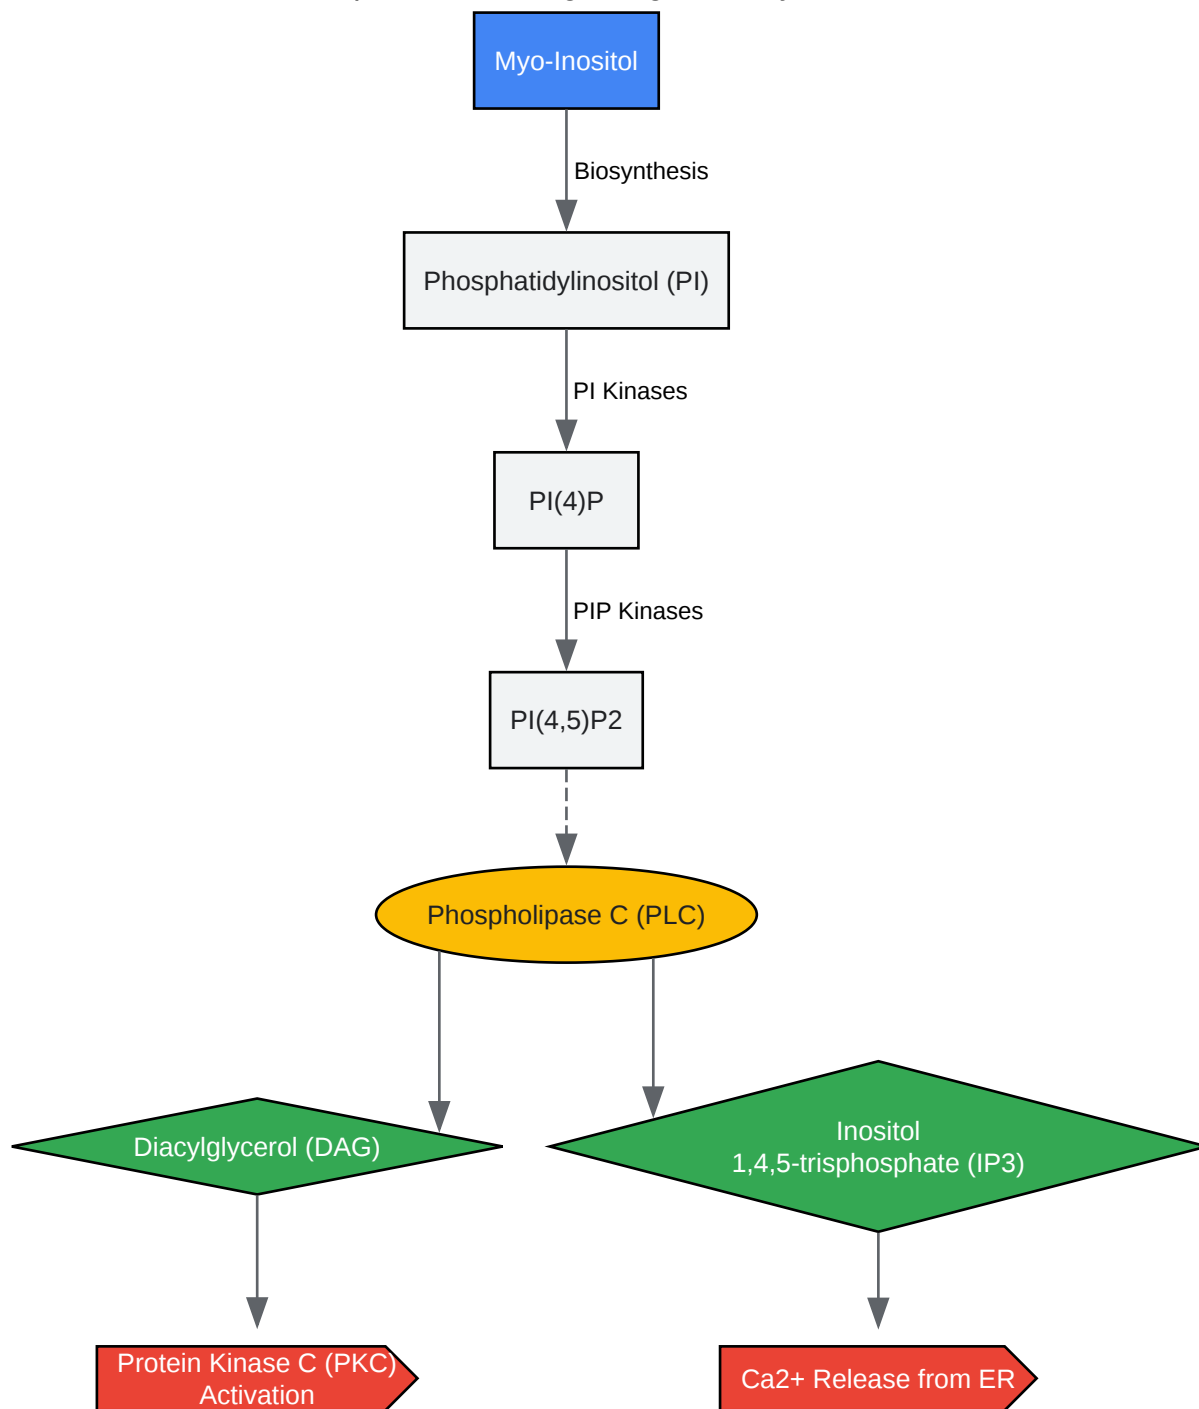 Myo-Inositol
Biosynthesis
Phosphatidylinositol (PI)
PI Kinases
PI(4)P
PIP Kinases
PI(4,5)P2
Phospholipase C (PLC)
Diacylglycerol (DAG)
Inositol
1,4,5-trisphosphate (IP3)
Protein Kinase C (PKC)
Activation
Ca2+ Release from ER